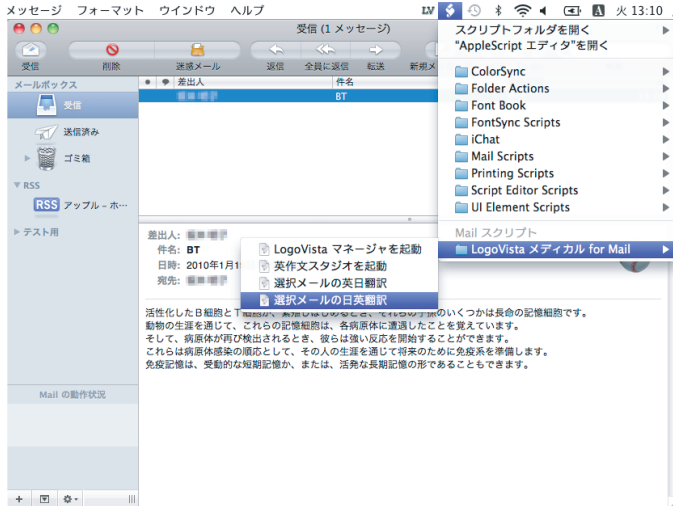 メッセージ フォーマット ウインドウ ヘルプ LV A 火 13:10
受信 (1 メッセージ)
受信 削除 迷惑メール 返信 全員に返信 転送 新規メ
メールボックス
受信
送信済み
ゴミ箱
RSS
RSS アップル – ホ…
テスト用
Mail の動作状況
差出人 件名
BT
差出人:
件名: BT
日時: 2010年1月1
宛先:
活性化したB細胞とT細胞が、増殖しはじめるとき、それらの子孫のいくつかは長命の記憶細胞です。
動物の生涯を通じて、これらの記憶細胞は、各病原体に遭遇したことを覚えています。
そして、病原体が再び検出されるとき、彼らは強い反応を開始することができます。
これらは病原体感染の順応として、その人の生涯を通じて将来のために免疫系を準備します。
免疫記憶は、受動的な短期記憶か、または、活発な長期記憶の形であることもできます。
スクリプトフォルダを開く
"AppleScript エディタ"を開く
ColorSync
Folder Actions
Font Book
FontSync Scripts
iChat
Mail Scripts
Printing Scripts
Script Editor Scripts
UI Element Scripts
Mail スクリプト
LogoVista メディカル for Mail
LogoVista マネージャを起動
英作文スタジオを起動
選択メールの英日翻訳
選択メールの日英翻訳